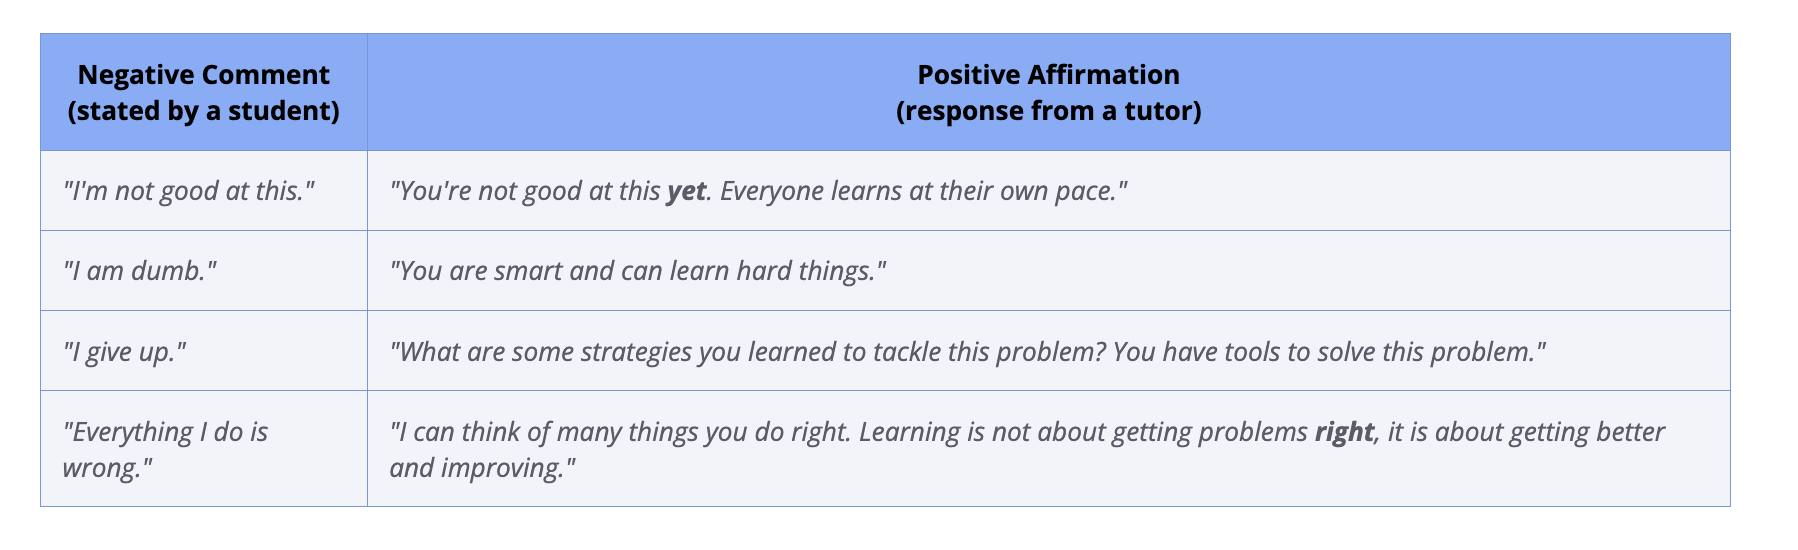 Negative Comment
(stated by a student)
Positive Affirmation
(response from a tutor)
"I'm not good at this."
"You're not good at this yet. Everyone learns at their own pace."
"I am dumb."
"You are smart and can learn hard things."
"I give up."
"What are some strategies you learned to tackle this problem? You have tools to solve this problem."
"Everything I do is
wrong."
"I can think of many things you do right. Learning is not about getting problems right, it is about getting better
and improving."